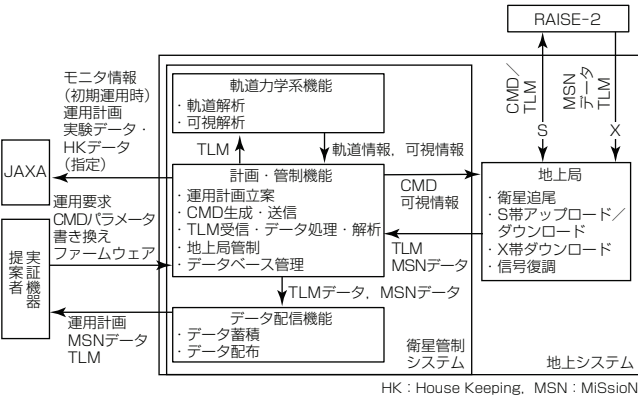 RAISE-2
CMD/
TLM
MSN
データ
TLM
S
X
モニタ情報
(初期運用時)
運用計画
実験データ・
HKデータ
(指定)
JAXA
軌道力学系機能
・軌道解析
・可視解析
TLM
軌道情報,可視情報
計画・管制機能
・運用計画立案
・CMD生成・送信
・TLM受信・データ処理・解析
・地上局管制
・データベース管理
CMD
可視情報
地上局
・衛星追尾
・S帯アップロード/
ダウンロード
・X帯ダウンロード
・信号復調
運用要求
CMDパラメータ
書き換え
ファームウェア
実証機器
提案者
TLM
MSNデータ
TLMデータ,MSNデータ
運用計画
MSNデータ
TLM
データ配信機能
・データ蓄積
・データ配布
衛星管制
システム
地上システム
HK:House Keeping, MSN:MiSsioN